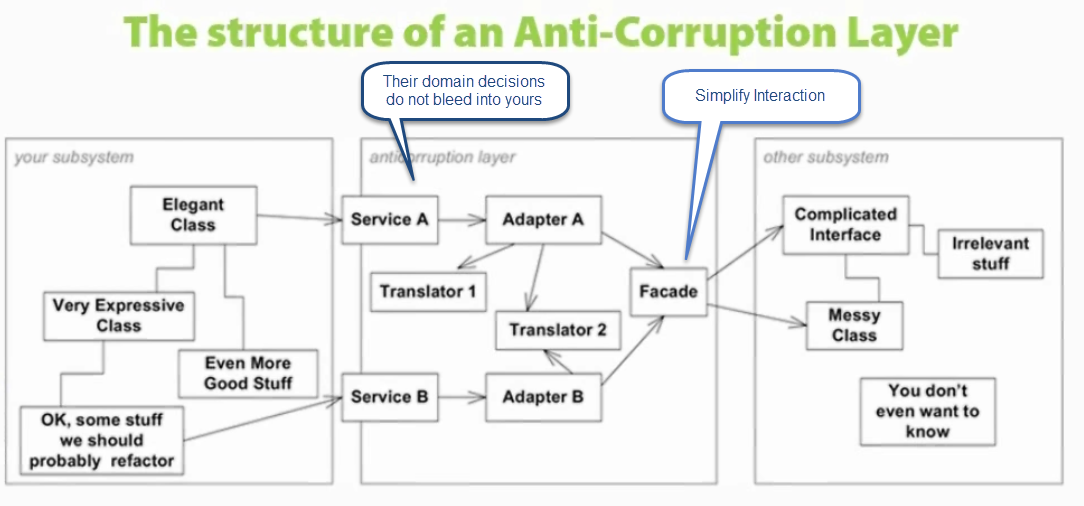 The structure of an Anti-Corruption Layer
Their domain decisions
do not bleed into yours
Simplify Interaction
your subsystem
anticorruption layer
other subsystem
Elegant
Class
Very Expressive
Class
Even More
Good Stuff
OK, some stuff
we should
probably refactor
Service A
Adapter A
Translator 1
Translator 2
Facade
Service B
Adapter B
Complicated
Interface
Irrelevant
stuff
Messy
Class
You don't
even want to
know